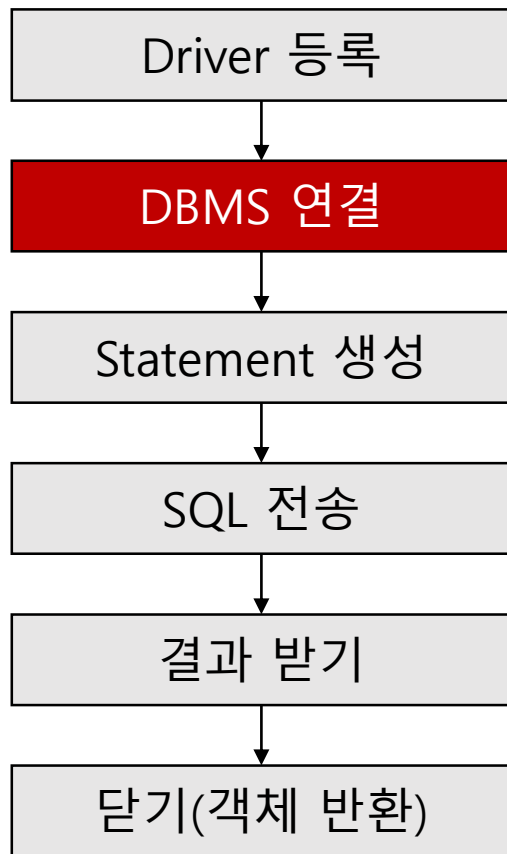 Driver 등록
DBMS 연결
Statement 생성
SQL 전송
결과 받기
닫기(객체 반환)